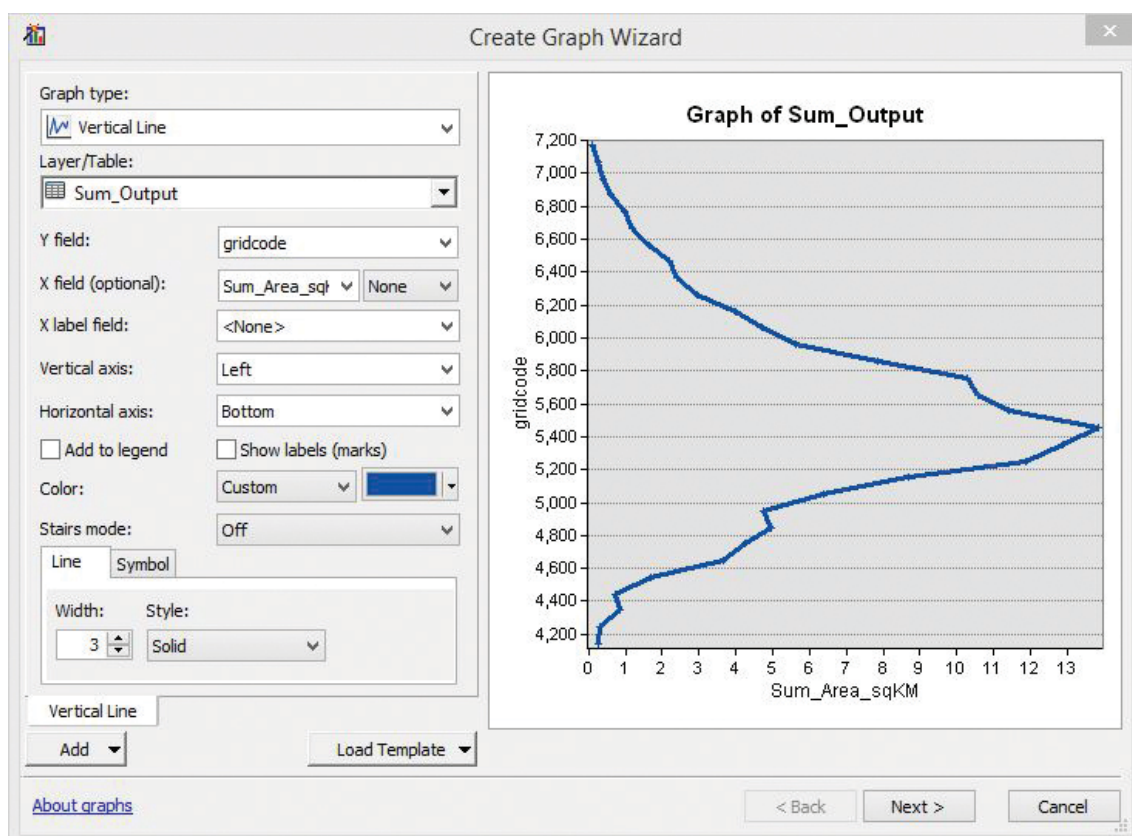 Create Graph Wizard
Graph type:
Vertical Line
Layer/Table:
Sum_Output
Y field:
gridcode
X field (optional):
Sum_Area_sqk
None
X label field:
<None>
Vertical axis:
Left
Horizontal axis:
Bottom
Add to legend
Show labels (marks)
Color:
Custom
Stairs mode:
Off
Line
Symbol
Width:
Style:
3
Solid
Vertical Line
Add
Load Template
Graph of Sum_Output
7,200
7,000
6,800
6,600
6,400
6,200
6,000
5,800
5,600
5,400
5,200
5,000
4,800
4,600
4,400
4,200
gridcode
0 1 2 3 4 5 6 7 8 9 10 11 12 13
Sum_Area_sqKM
About graphs
< Back
Next >
Cancel